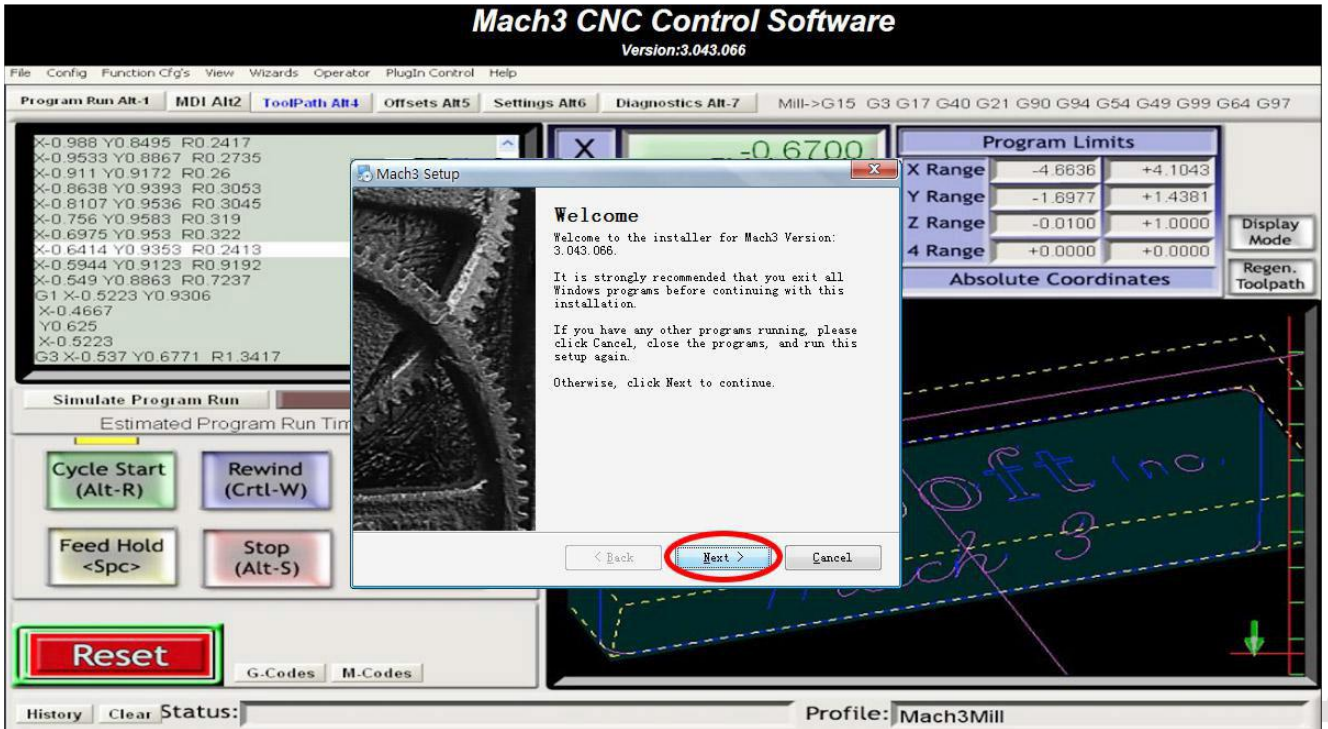 Mach3 CNC Control Software
Version:3.043.066
File Config Function Cfg's View Wizards Operator PlugIn Control Help
Program Run Alt-1 MDI Alt2 ToolPath Alt4 Offsets Alt5 Settings Alt6 Diagnostics Alt-7 Mill->G15 G3 G17 G40 G21 G90 G94 G54 G49 G99 G64 G97
X-0.988 Y0.8495 R0.2417
X-0.9533 Y0.8867 R0.2735
X-0.911 Y0.9172 R0.26
X-0.8638 Y0.9393 R0.3053
X-0.8107 Y0.9536 R0.3045
X-0.756 Y0.9583 R0.319
X-0.6975 Y0.953 R0.322
X-0.6414 Y0.9353 R0.2413
X-0.5944 Y0.9123 R0.9192
X-0.549 Y0.8863 R0.7237
G1 X-0.5223 Y0.9306
X-0.4667
Y0.625
X-0.5223
G3 X-0.537 Y0.6771 R1.3417
X -0.6700
Program Limits
X Range -4.6636 +4.1043
Y Range -1.6977 +1.4381
Z Range -0.0100 +1.0000
4 Range +0.0000 +0.0000
Absolute Coordinates
Display
Mode
Regen.
Toolpath
Mach3 Setup
Welcome
Welcome to the installer for Mach3 Version:
3.043.066.
It is strongly recommended that you exit all
Windows programs before continuing with this
installation.
If you have any other programs running, please
click Cancel, close the programs, and run this
setup again.
Otherwise, click Next to continue.
< Back Next > Cancel
Simulate Program Run
Estimated Program Run Tim
Cycle Start
(Alt-R)
Rewind
(Crtl-W)
Feed Hold
<Spc>
Stop
(Alt-S)
Reset
G-Codes M-Codes
oft Inc.
Mach 3
History Clear Status:
Profile: Mach3Mill